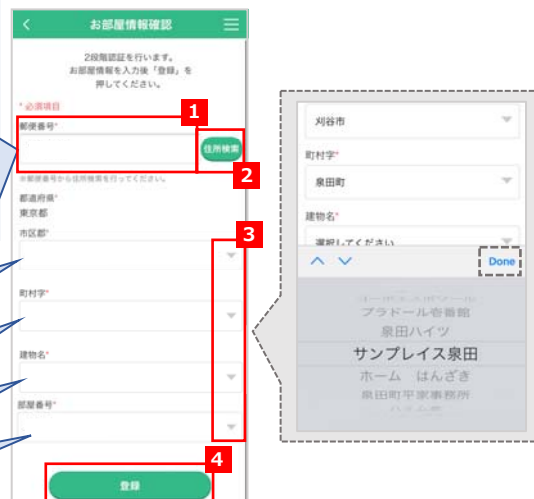 お部屋情報確認
2段階認証を行います。
お部屋情報を入力後「登録」を
押してください。
*必須項目
1
郵便番号*
住所検索
2
※郵便番号から住所検索を行ってください。
都道府県*
東京都
市区郡*
3
町村字*
建物名*
部屋番号*
4
登録
刈谷市
町村字*
泉田町
建物名*
選択してください
Done
プラドール壱番館
泉田ハイツ
サンプレイス泉田
ホーム はんざき
泉田町平家事務所